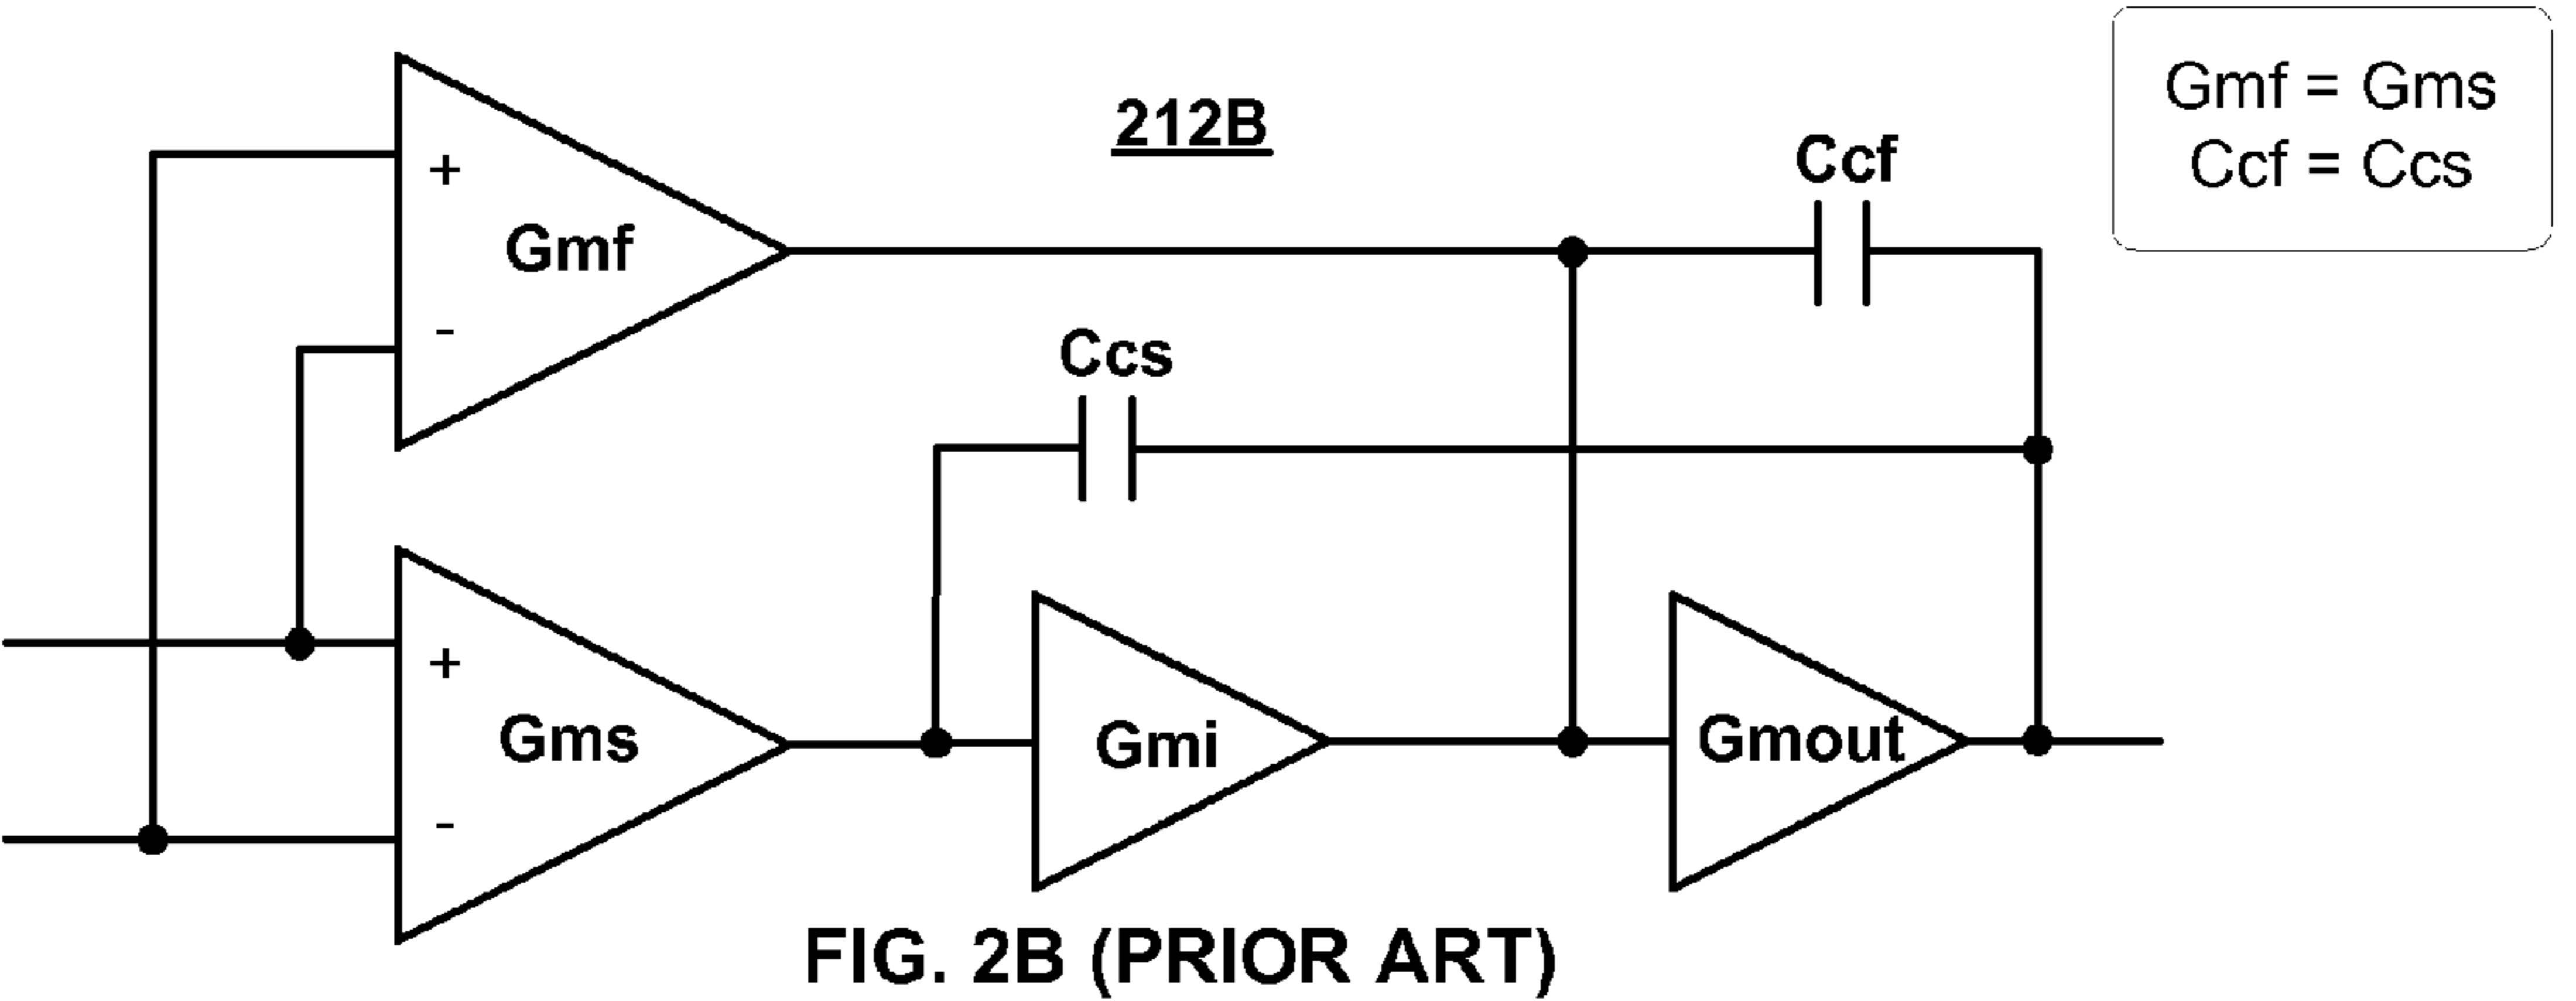 212B
Gmf = Gms
Ccf = Ccs
Ccf
+
Gmf
-
Ccs
+
Gms
-
Gmi
Gmout
FIG. 2B (PRIOR ART)